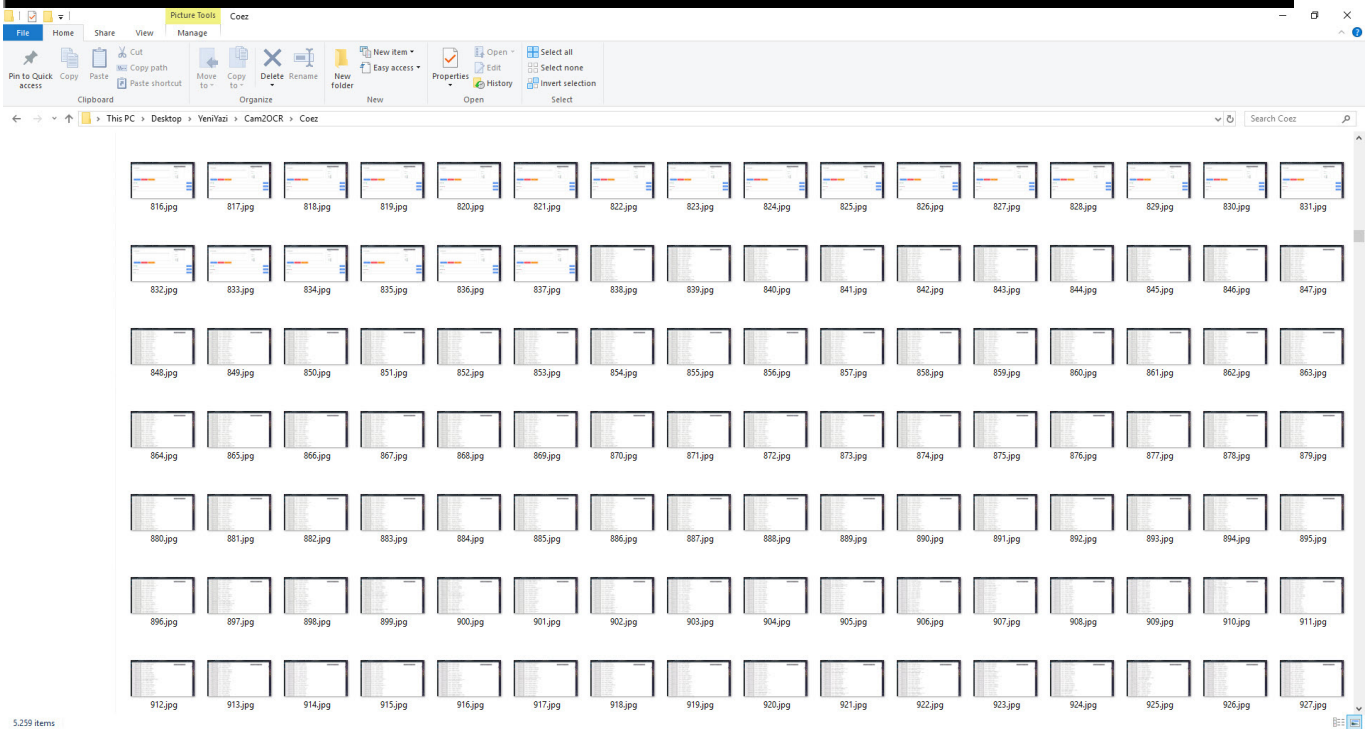 Picture Tools Coez
File Home Share View Manage
Pin to Quick access
Copy
Paste
Cut
Copy path
Paste shortcut
Clipboard
Move to
Copy to
Delete
Rename
Organize
New folder
New item
Easy access
New
Properties
Open
Edit
History
Open
Select all
Select none
Invert selection
Select
This PC > Desktop > YeniYazi > Cam2OCR > Coez
Search Coez
816.jpg 817.jpg 818.jpg 819.jpg 820.jpg 821.jpg 822.jpg 823.jpg 824.jpg 825.jpg 826.jpg 827.jpg 828.jpg 829.jpg 830.jpg 831.jpg
832.jpg 833.jpg 834.jpg 835.jpg 836.jpg 837.jpg 838.jpg 839.jpg 840.jpg 841.jpg 842.jpg 843.jpg 844.jpg 845.jpg 846.jpg 847.jpg
848.jpg 849.jpg 850.jpg 851.jpg 852.jpg 853.jpg 854.jpg 855.jpg 856.jpg 857.jpg 858.jpg 859.jpg 860.jpg 861.jpg 862.jpg 863.jpg
864.jpg 865.jpg 866.jpg 867.jpg 868.jpg 869.jpg 870.jpg 871.jpg 872.jpg 873.jpg 874.jpg 875.jpg 876.jpg 877.jpg 878.jpg 879.jpg
880.jpg 881.jpg 882.jpg 883.jpg 884.jpg 885.jpg 886.jpg 887.jpg 888.jpg 889.jpg 890.jpg 891.jpg 892.jpg 893.jpg 894.jpg 895.jpg
896.jpg 897.jpg 898.jpg 899.jpg 900.jpg 901.jpg 902.jpg 903.jpg 904.jpg 905.jpg 906.jpg 907.jpg 908.jpg 909.jpg 910.jpg 911.jpg
912.jpg 913.jpg 914.jpg 915.jpg 916.jpg 917.jpg 918.jpg 919.jpg 920.jpg 921.jpg 922.jpg 923.jpg 924.jpg 925.jpg 926.jpg 927.jpg
5.259 items